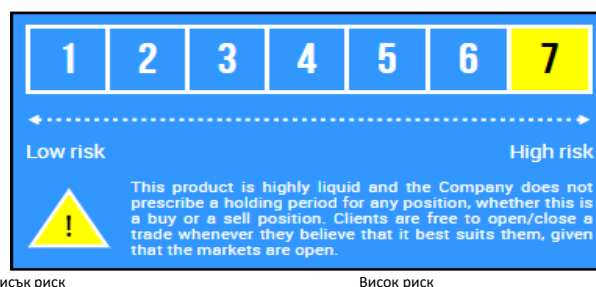 1 2 3 4 5 6 7
Low risk High risk
This product is highly liquid and the Company does not
prescribe a holding period for any position, whether this is
a buy or a sell position. Clients are free to open/close a
! trade whenever they believe that it best suits them, given
that the markets are open.
риск Висок риск